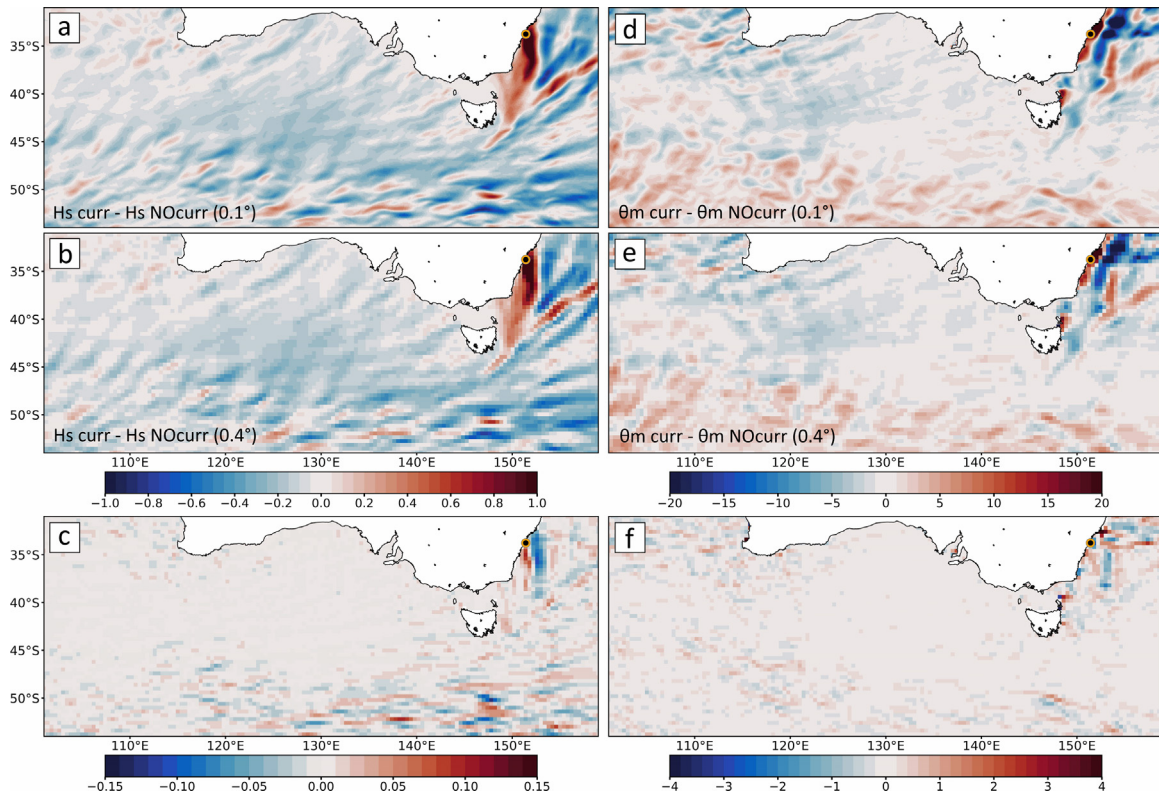 a
35°S
40°S
45°S
50°S
Hs curr - Hs NOcurr (0.1°)
d
θm curr - θm NOcurr (0.1°)
b
35°S
40°S
45°S
50°S
Hs curr - Hs NOcurr (0.4°)
110°E 120°E 130°E 140°E 150°E
−1.0 −0.8 −0.6 −0.4 −0.2 0.0 0.2 0.4 0.6 0.8 1.0
e
θm curr - θm NOcurr (0.4°)
110°E 120°E 130°E 140°E 150°E
−20 −15 −10 −5 0 5 10 15 20
c
35°S
40°S
45°S
50°S
110°E 120°E 130°E 140°E 150°E
−0.15 −0.10 −0.05 0.00 0.05 0.10 0.15
f
110°E 120°E 130°E 140°E 150°E
−4 −3 −2 −1 0 1 2 3 4